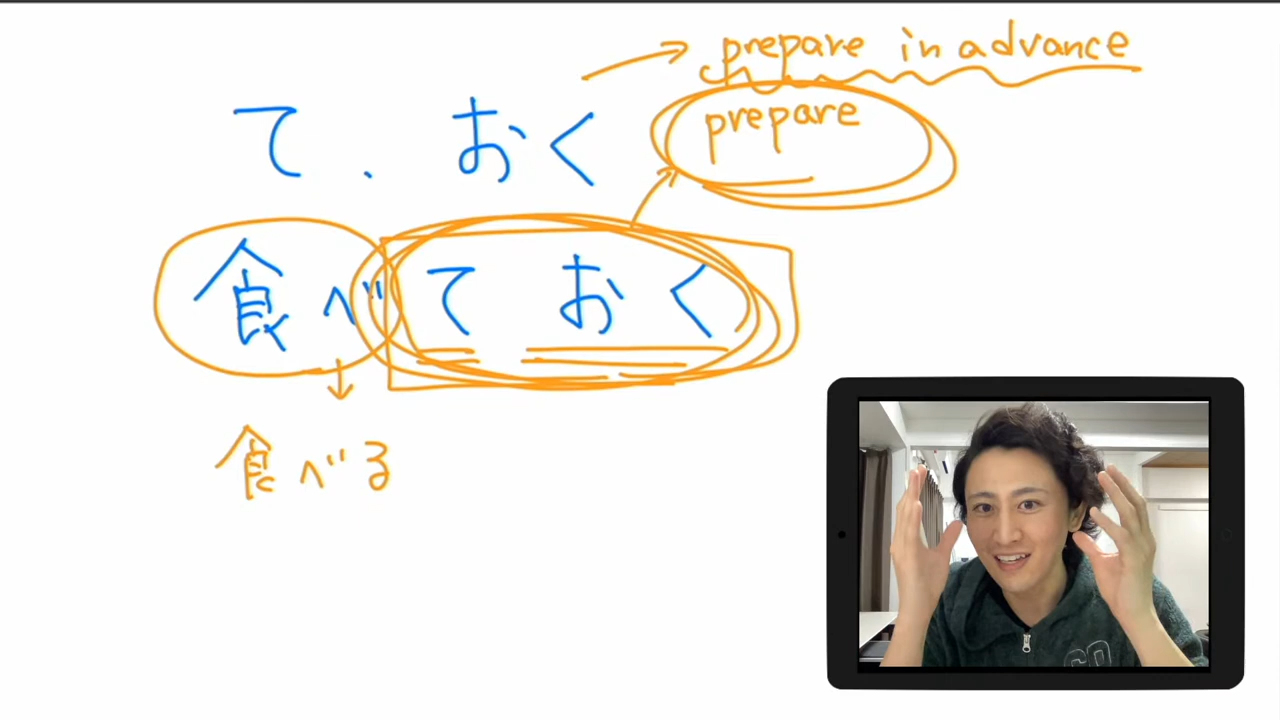 prepare in advance
て . おく
prepare
食べ ておく
食べる